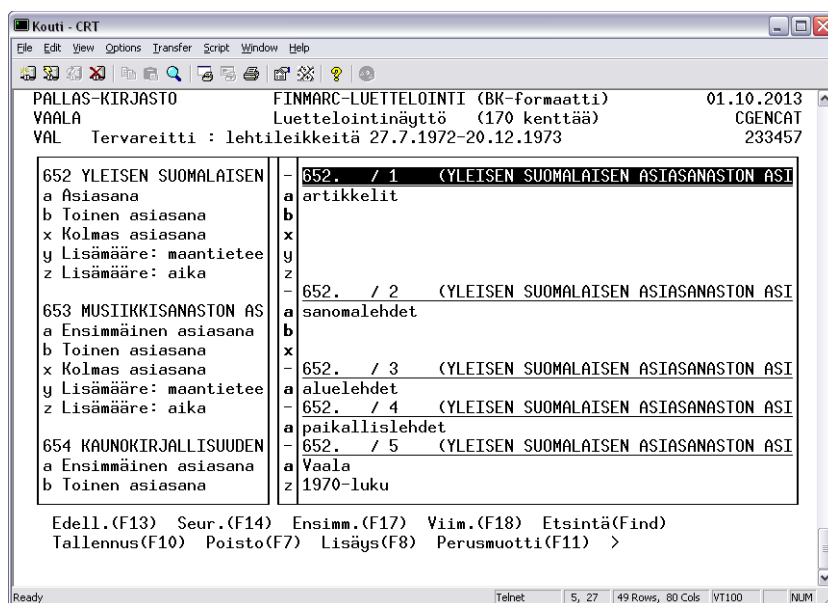 Kouti - CRT
File Edit View Options Transfer Script Window Help
PALLAS-KIRJASTO FINMARC-LUETTELOINTI (BK-formaatti) 01.10.2013
VAALA Luettelointinäyttö (170 kenttää) CGENCAT
VAL Tervareitti : lehtileikkeitä 27.7.1972-20.12.1973 233457
652 YLEISEN SUOMALAISEN - 652. / 1 (YLEISEN SUOMALAISEN ASIASANASTON ASI
a Asiasana a artikkelit
b Toinen asiasana b
x Kolmas asiasana x
y Lisämääre: maantietee y
z Lisämääre: aika z
- 652. / 2 (YLEISEN SUOMALAISEN ASIASANASTON ASI
653 MUSIIKKISANASTON AS a sanomalehdet
a Ensimmäinen asiasana b
b Toinen asiasana x
x Kolmas asiasana - 652. / 3 (YLEISEN SUOMALAISEN ASIASANASTON ASI
y Lisämääre: maantietee a aluelehdet
z Lisämääre: aika - 652. / 4 (YLEISEN SUOMALAISEN ASIASANASTON ASI
a paikallislehdet
654 KAUNOKIRJALLISUUDEN - 652. / 5 (YLEISEN SUOMALAISEN ASIASANASTON ASI
a Ensimmäinen asiasana a Vaala
b Toinen asiasana z 1970-luku
Edell.(F13) Seur.(F14) Ensimm.(F17) Viim.(F18) Etsintä(Find)
Tallennus(F10) Poisto(F7) Lisäys(F8) Perusmuotti(F11) >
Ready Telnet 5, 27 49 Rows, 80 Cols VT100 NUM